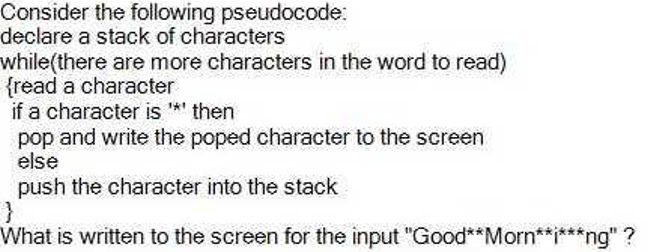 Consider the following pseudocode:
declare a stack of characters
while(there are more characters in the word to read)
{read a character
if a character is '*' then
pop and write the poped character to the screen
else
push the character into the stack
}
What is written to the screen for the input "Good**Morn**i***ng" ?